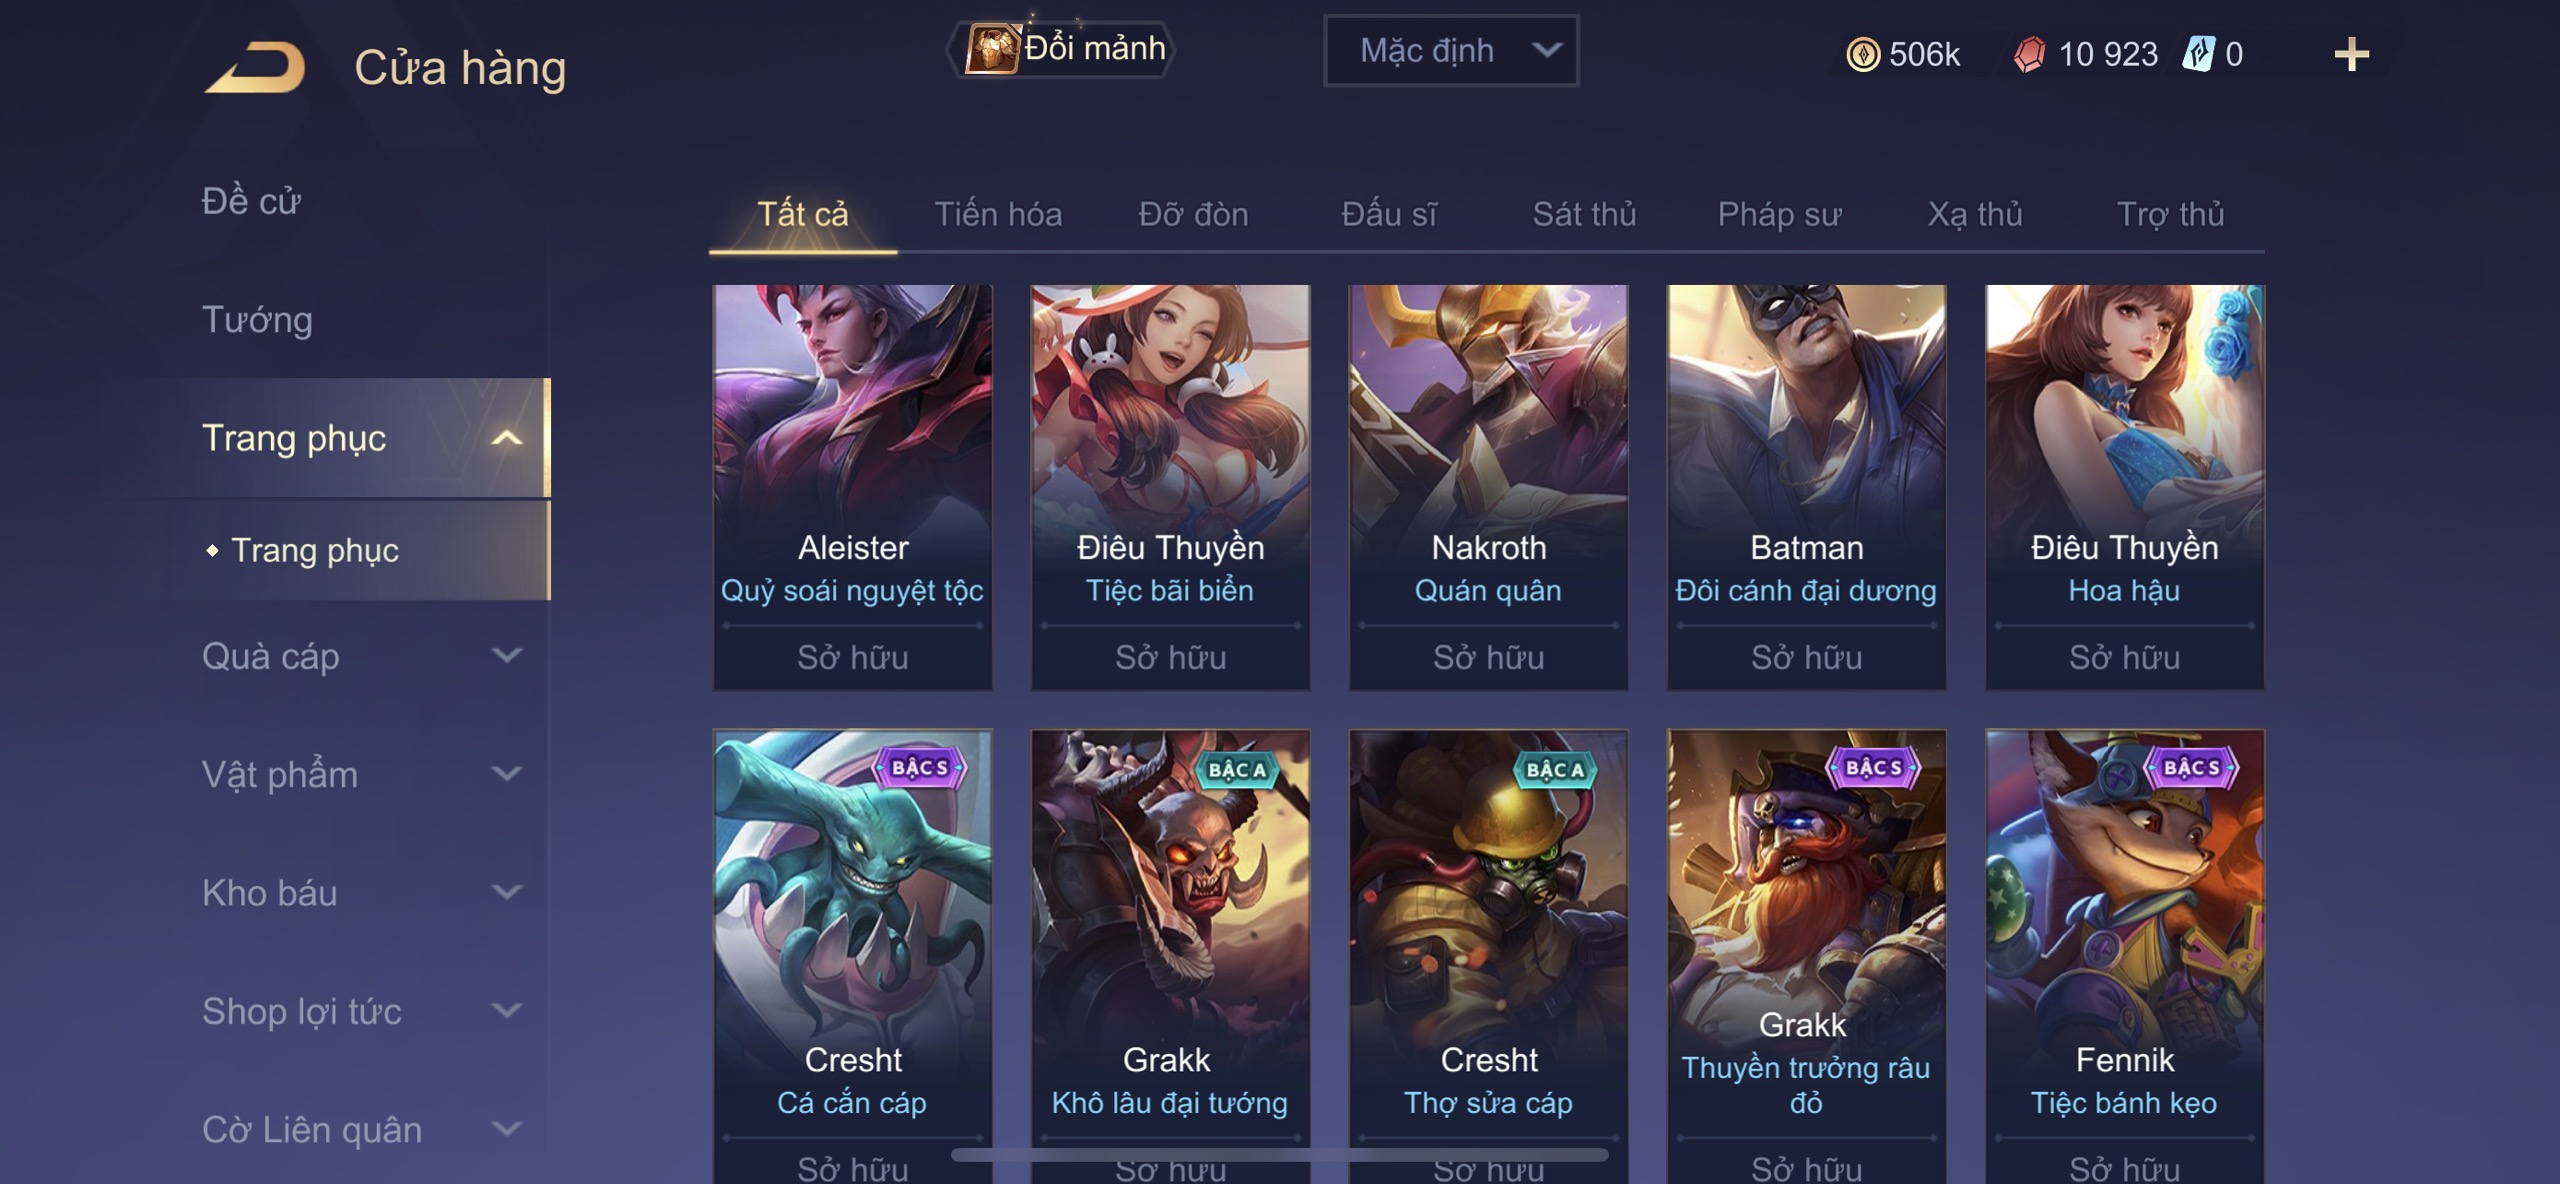 Cửa hàng
Đổi mảnh
Mặc định
506k
10 923
0
Đề cử
Tướng
Trang phục
Trang phục
Quà cáp
Vật phẩm
Kho báu
Shop lợi tức
Cờ Liên quân
Tất cả
Tiến hóa
Đỡ đòn
Đấu sĩ
Sát thủ
Pháp sư
Xạ thủ
Trợ thủ
Aleister
Quỷ soái nguyệt tộc
Sở hữu
Điêu Thuyền
Tiệc bãi biển
Sở hữu
Nakroth
Quán quân
Sở hữu
Batman
Đôi cánh đại dương
Sở hữu
Điêu Thuyền
Hoa hậu
Sở hữu
BẬC S
Cresht
Cá cắn cáp
Sở hữu
BẬC A
Grakk
Khô lâu đại tướng
Sở hữu
BẬC A
Cresht
Thợ sửa cáp
Sở hữu
BẬC S
Grakk
Thuyền trưởng râu
đỏ
Sở hữu
BẬC S
Fennik
Tiệc bánh kẹo
Sở hữu